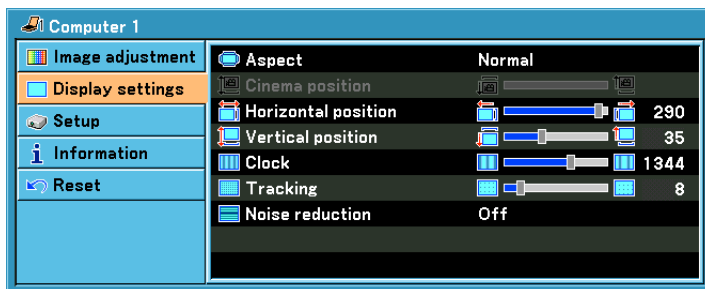 Computer 1
Image adjustment
Display settings
Setup
Information
Reset
Aspect Normal
Cinema position
Horizontal position 290
Vertical position 35
Clock 1344
Tracking 8
Noise reduction Off